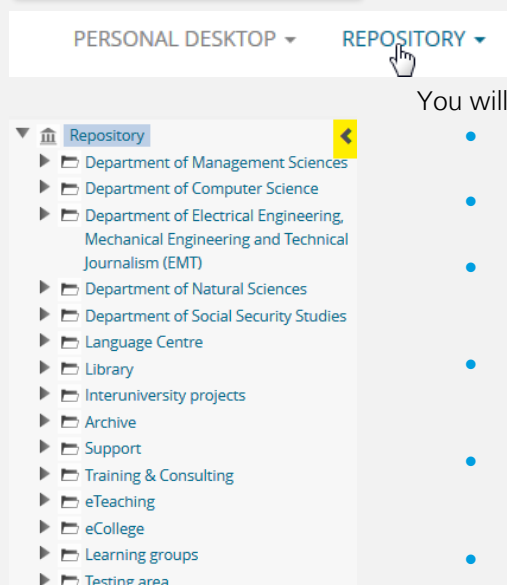 PERSONAL DESKTOP REPOSITORY
You will
Repository
Department of Management Sciences
Department of Computer Science
Department of Electrical Engineering,
Mechanical Engineering and Technical
Journalism (EMT)
Department of Natural Sciences
Department of Social Security Studies
Language Centre
Library
Interuniversity projects
Archive
Support
Training & Consulting
eTeaching
eCollege
Learning groups
Testing area